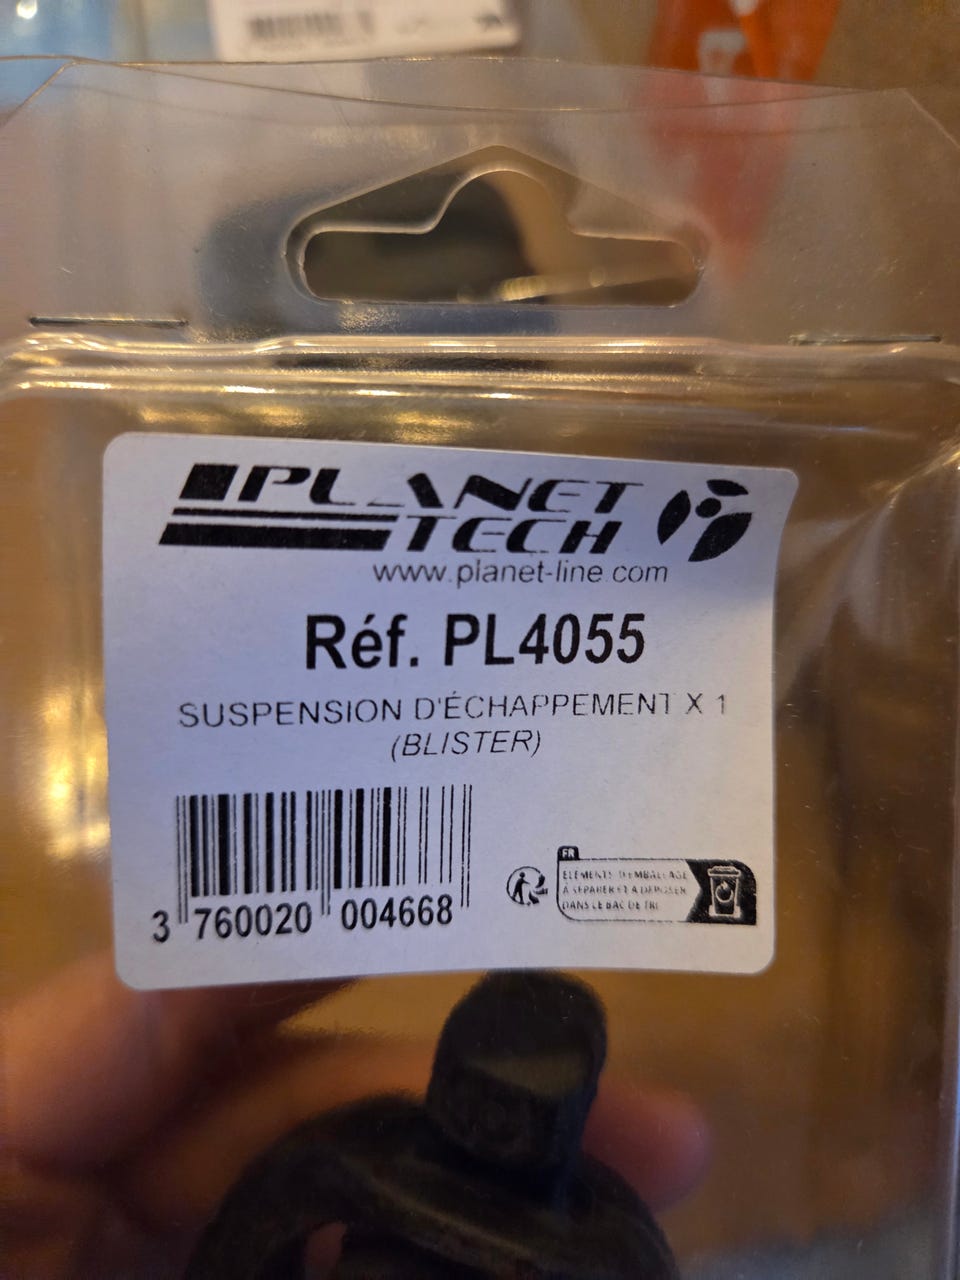 PLANET
TECH
www.planet-line.com
Réf. PL4055
SUSPENSION D'ÉCHAPPEMENT X 1
(BLISTER)
3 760020 004668
FR
ÉLÉMENTS D'EMBALLAGE
À SÉPARER ET À DÉPOSER
DANS LE BAC DE TRI